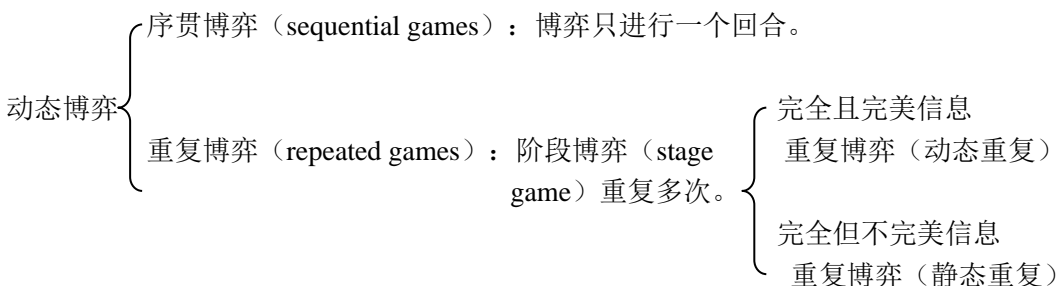 序贯博弈（sequential games）：博弈只进行一个回合。
动态博弈
完全且完美信息
重复博弈（repeated games）：阶段博弈（stage
重复博弈（动态重复）
game）重复多次。
完全但不完美信息
重复博弈（静态重复）